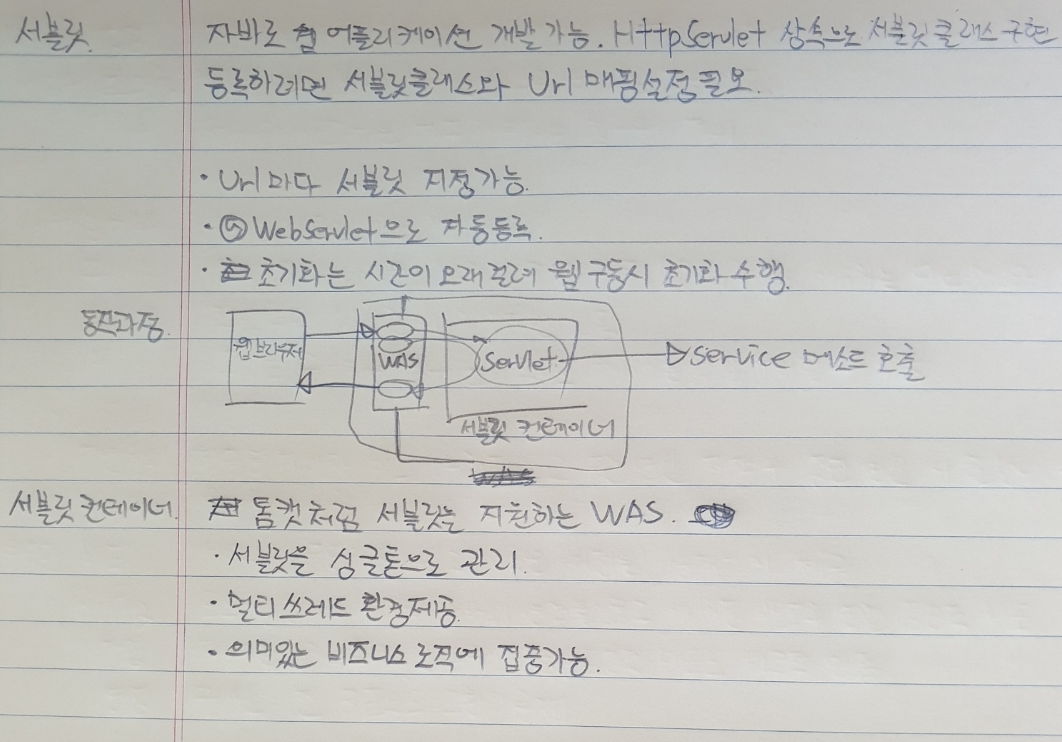 서블릿. 자바로 웹 어플리케이션 개발 가능. HttpServlet 상속으로 서블릿 클래스 구현
등록하려면 서블릿클래스와 Url 매핑설정필요.
· Url마다 서블릿 지정가능.
· @WebServlet으로 자동등록.
· 초기화는 시간이 오래걸려 웹 구동시 초기화 수행.
동작과정.
웹브라우저
WAS
Servlet
service 메소드 호출
서블릿 컨테이너
서블릿 컨테이너. 톰캣처럼 서블릿을 지원하는 WAS.
· 서블릿을 싱글톤으로 관리.
· 멀티쓰레드 환경제공.
· 의미있는 비즈니스 로직에 집중가능.